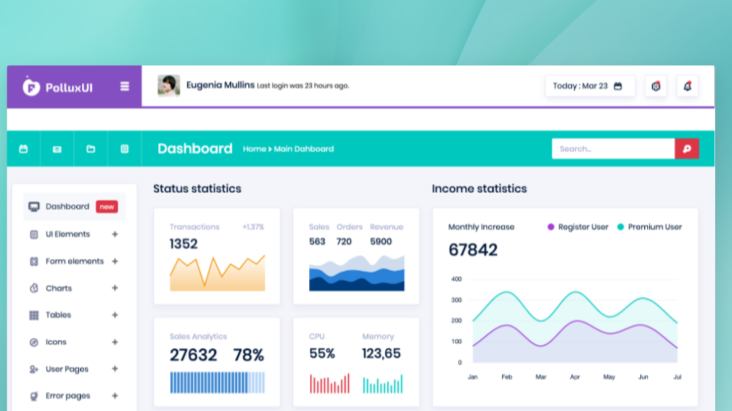 PolluxUI
Eugenia Mullins Last login was 23 hours ago.
Today : Mar 23
Dashboard
Home Main Dahboard
Search..
Dashboard new
UI Elements +
Form elements +
Charts +
Tables +
Icons +
User Pages +
Error pages +
Status statistics
Transactions +1.37%
1352
Sales Orders Revenue
563 720 5900
Sales Analytics
27632 78%
CPU Memory
55% 123,65
Income statistics
Monthly Increase Register User Premium User
67842
400
300
200
100
0
Jan Feb Mar Apr May Jun Jul